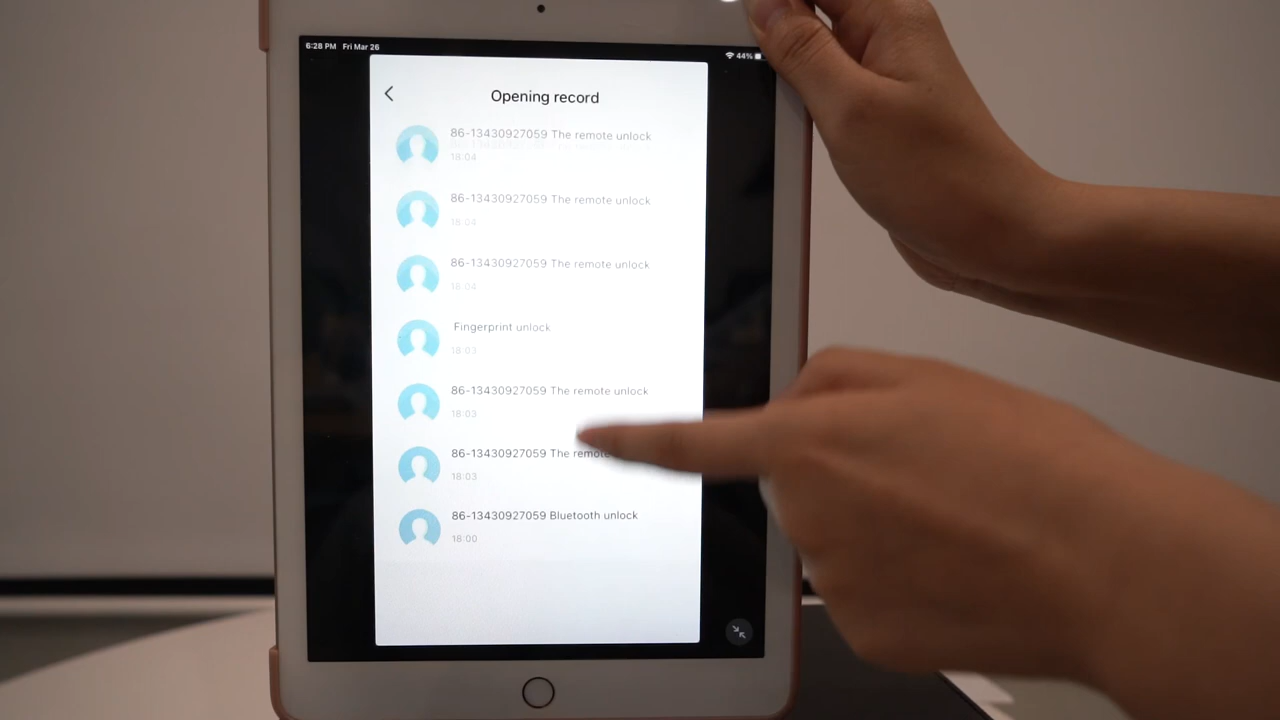 6:28 PM Fri Mar 26
44%
Opening record
86-13430927059 The remote unlock
18:04
86-13430927059 The remote unlock
18:04
86-13430927059 The remote unlock
18:04
Fingerprint unlock
18:03
86-13430927059 The remote unlock
18:03
86-13430927059 The remote
18:03
86-13430927059 Bluetooth unlock
18:00